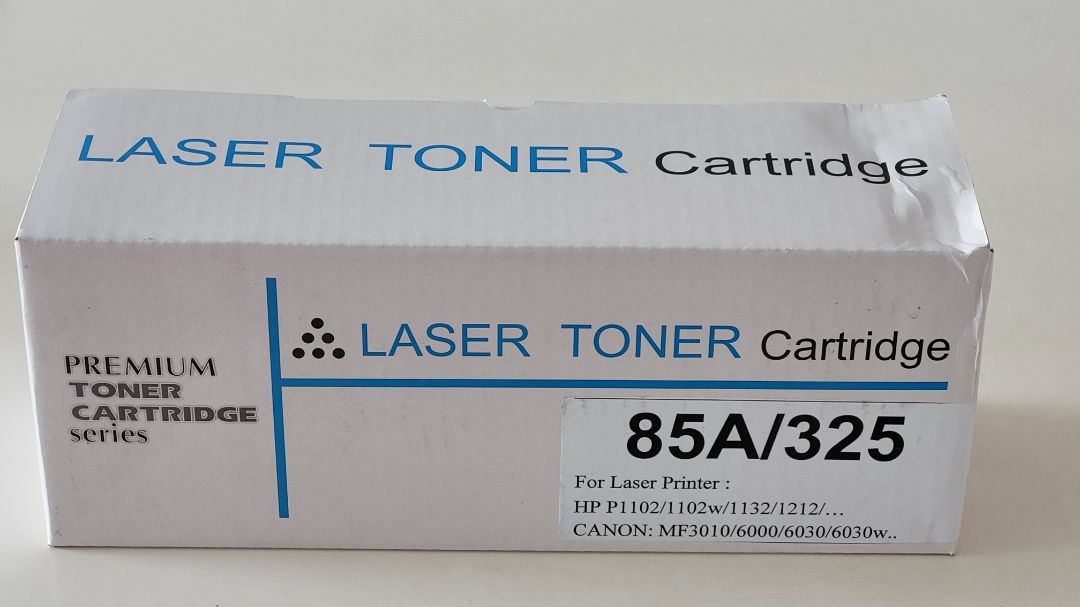 LASER TONER Cartridge
LASER TONER Cartridge
PREMIUM
TONER
CARTRIDGE
series
85A/325
For Laser Printer :
HP P1102/1102w/1132/1212/...
CANON: MF3010/6000/6030/6030w..